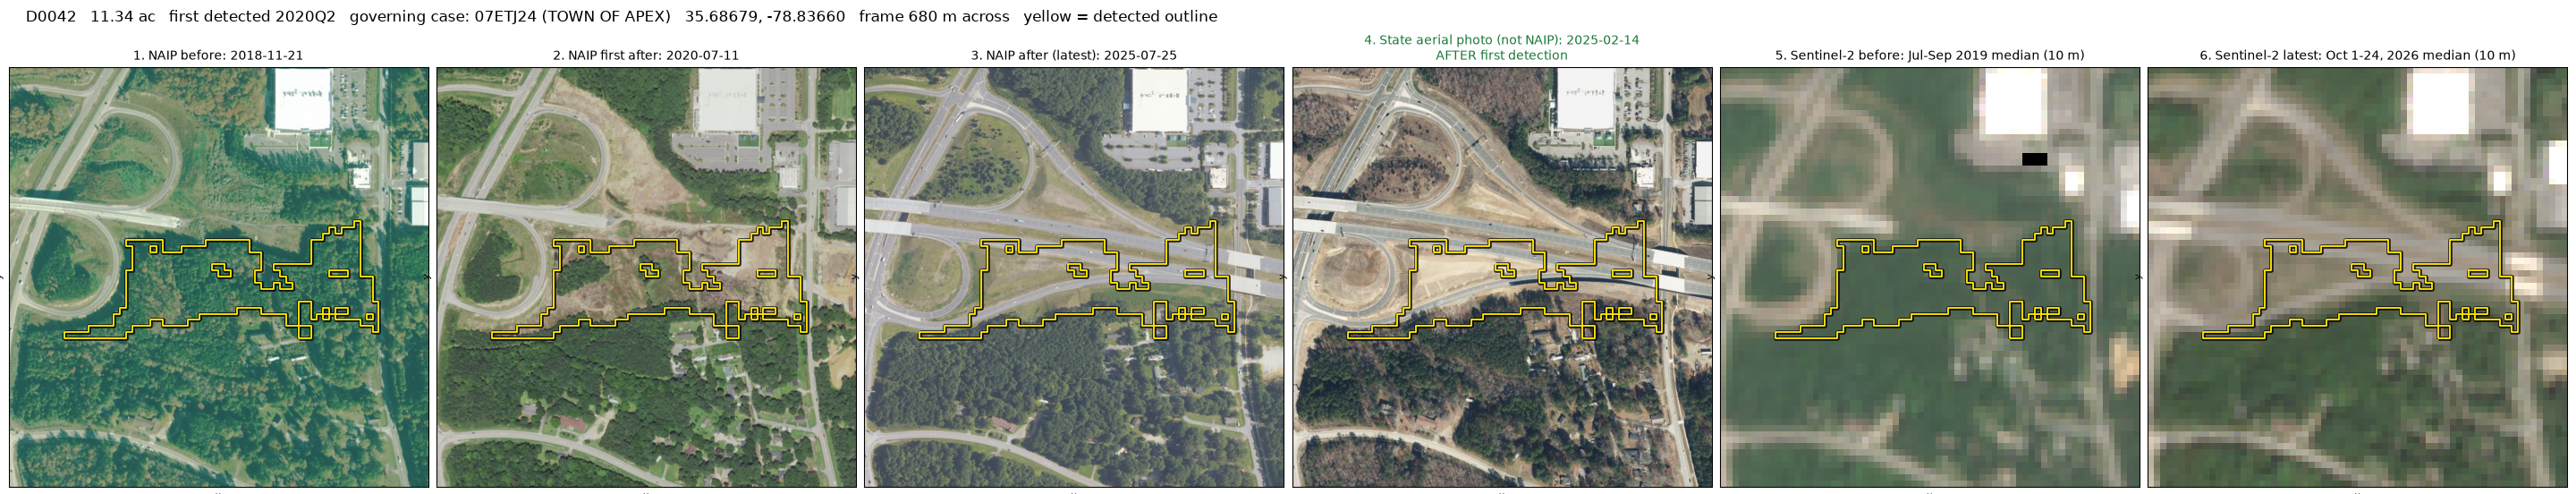 D0042   11.34 ac   first detected 2020Q2   governing case: 07ETJ24 (TOWN OF APEX)   35.68679, -78.83660   frame 680 m across   yellow = detected outline
1. NAIP before: 2018-11-21
2. NAIP first after: 2020-07-11
3. NAIP after (latest): 2025-07-25
4. State aerial photo (not NAIP): 2025-02-14
AFTER first detection
5. Sentinel-2 before: Jul-Sep 2019 median (10 m)
6. Sentinel-2 latest: Oct 1-24, 2026 median (10 m)